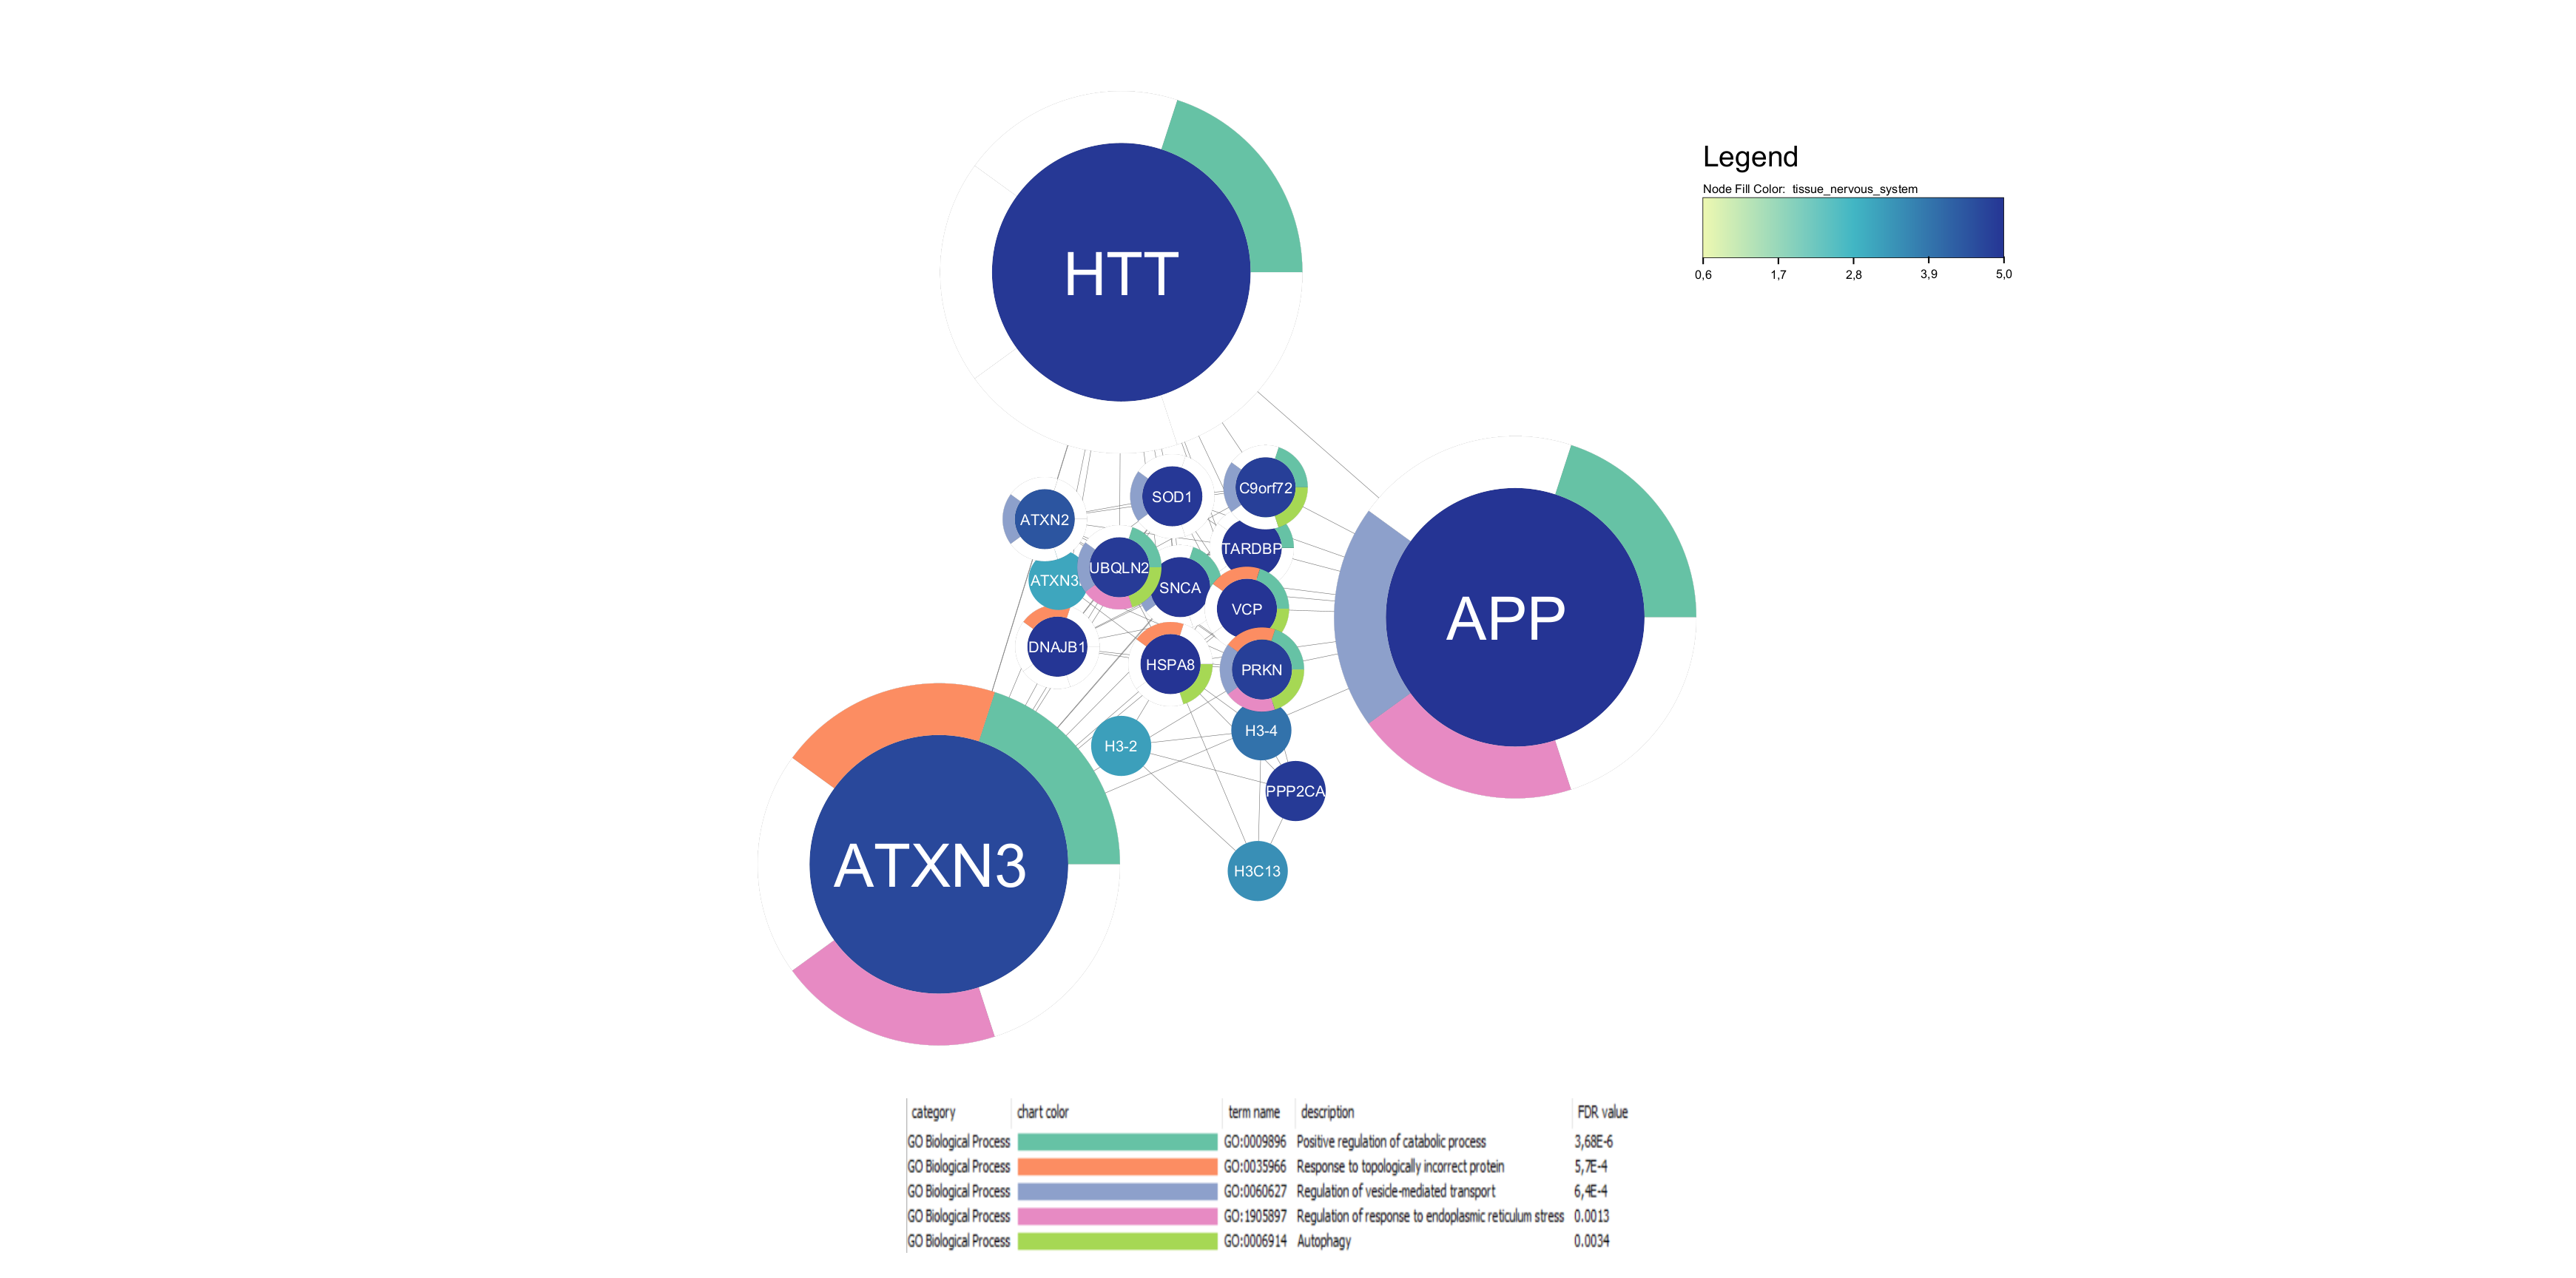 HTT
Legend
Node Fill Color: tissue_nervous_system
0,6 1,7 2,8 3,9 5,0
C9orf72
SOD1
ATXN2
TARDBP
UBQLN2
ATXN3
SNCA
VCP
APP
DNAJB1
HSPA8
PRKN
H3-4
H3-2
PPP2CA
ATXN3
H3C13
category chart color term name description FDR value
GO Biological Process GO:0009896 Positive regulation of catabolic process 3,68E-6
GO Biological Process GO:0035966 Response to topologically incorrect protein 5,7E-4
GO Biological Process GO:0060627 Regulation of vesicle-mediated transport 6,4E-4
GO Biological Process GO:1905897 Regulation of response to endoplasmic reticulum stress 0.0013
GO Biological Process GO:0006914 Autophagy 0.0034